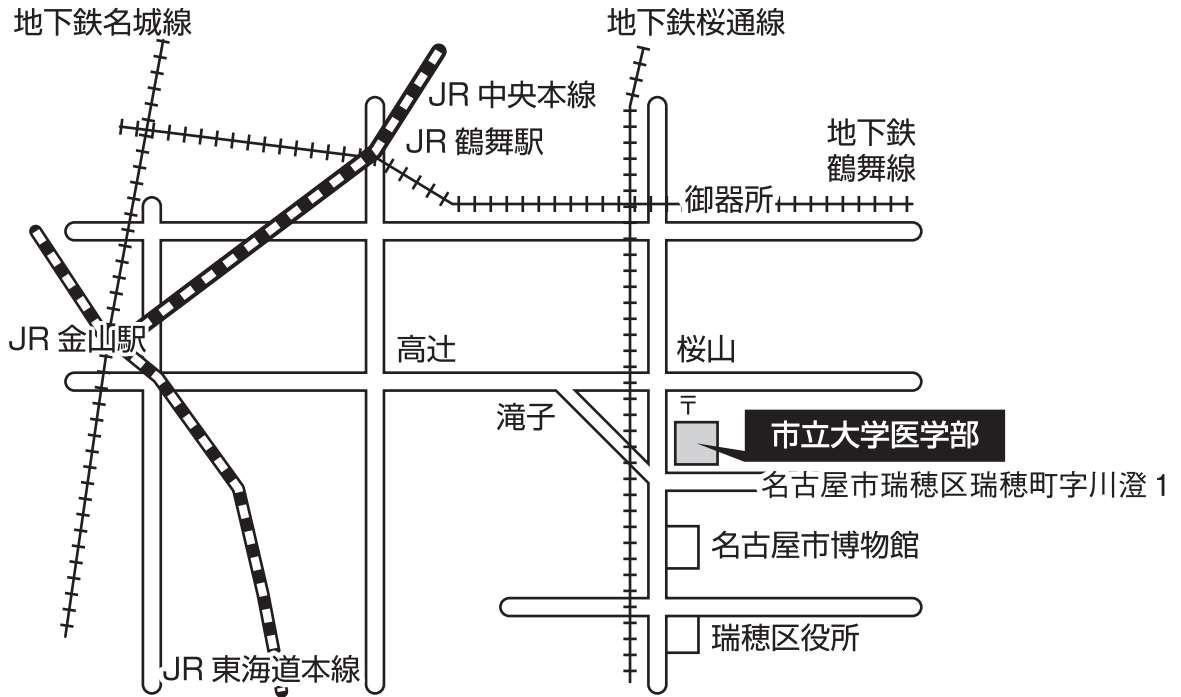 地下鉄名城線
地下鉄桜通線
JR 中央本線
JR 鶴舞駅
地下鉄
鶴舞線
御器所
JR 金山駅
高辻
桜山
滝子
〒
市立大学医学部
名古屋市瑞穂区瑞穂町字川澄 1
名古屋市博物館
瑞穂区役所
JR 東海道本線